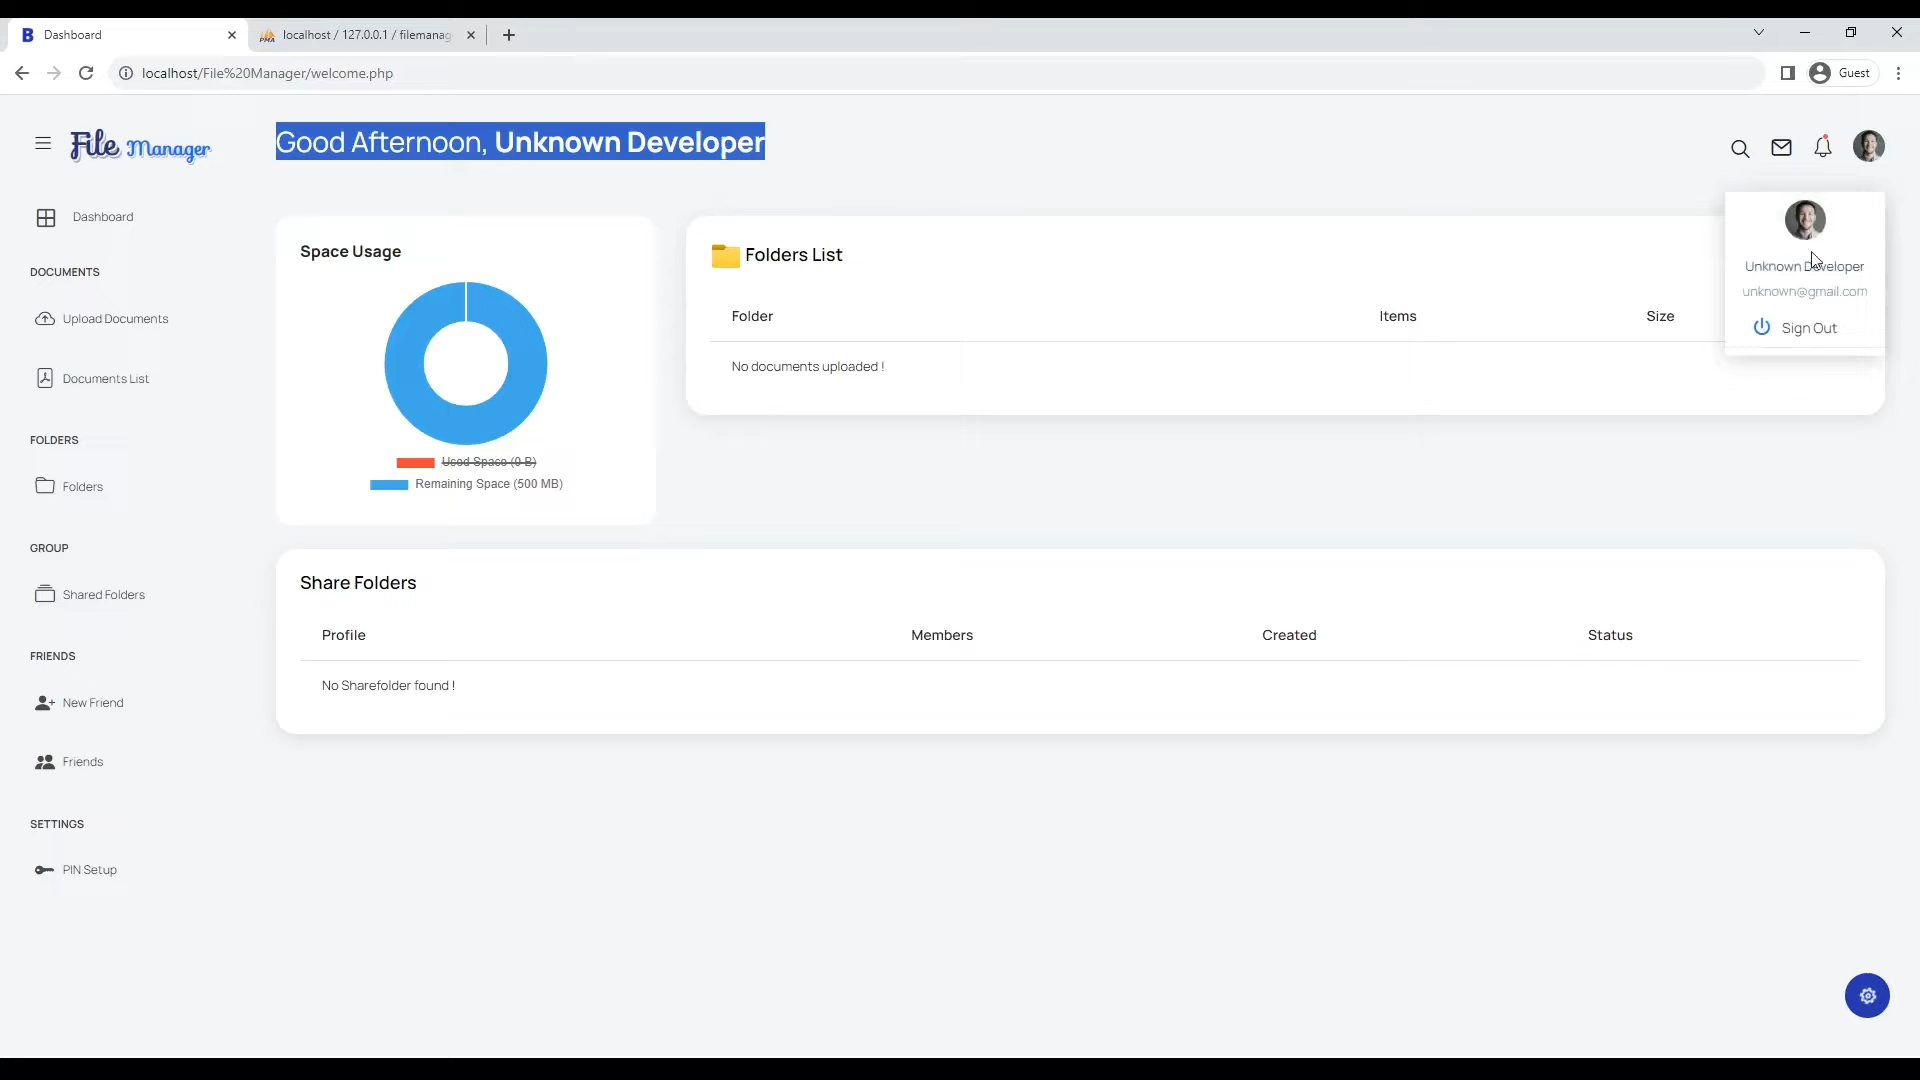 Dashboard
localhost / 127.0.0.1 / filemanag
localhost/File%20Manager/welcome.php
Guest
File Manager
Good Afternoon, Unknown Developer
Dashboard
DOCUMENTS
Upload Documents
Documents List
FOLDERS
Folders
GROUP
Shared Folders
FRIENDS
New Friend
Friends
SETTINGS
PIN Setup
Space Usage
Used Space (0 B)
Remaining Space (500 MB)
Folders List
Folder Items Size
No documents uploaded !
Unknown Developer
unknown@gmail.com
Sign Out
Share Folders
Profile Members Created Status
No Sharefolder found !